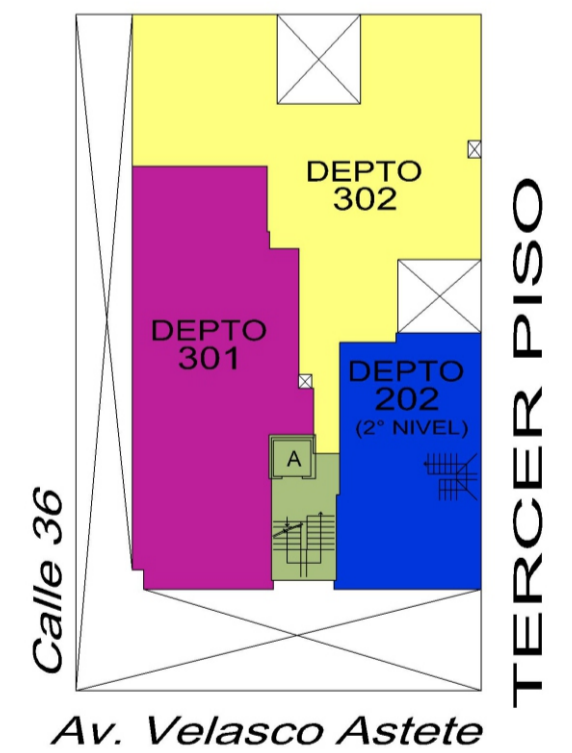 DEPTO
302
DEPTO
301
DEPTO
202
(2° NIVEL)
A
TERCER PISO
Calle 36
Av. Velasco Astete